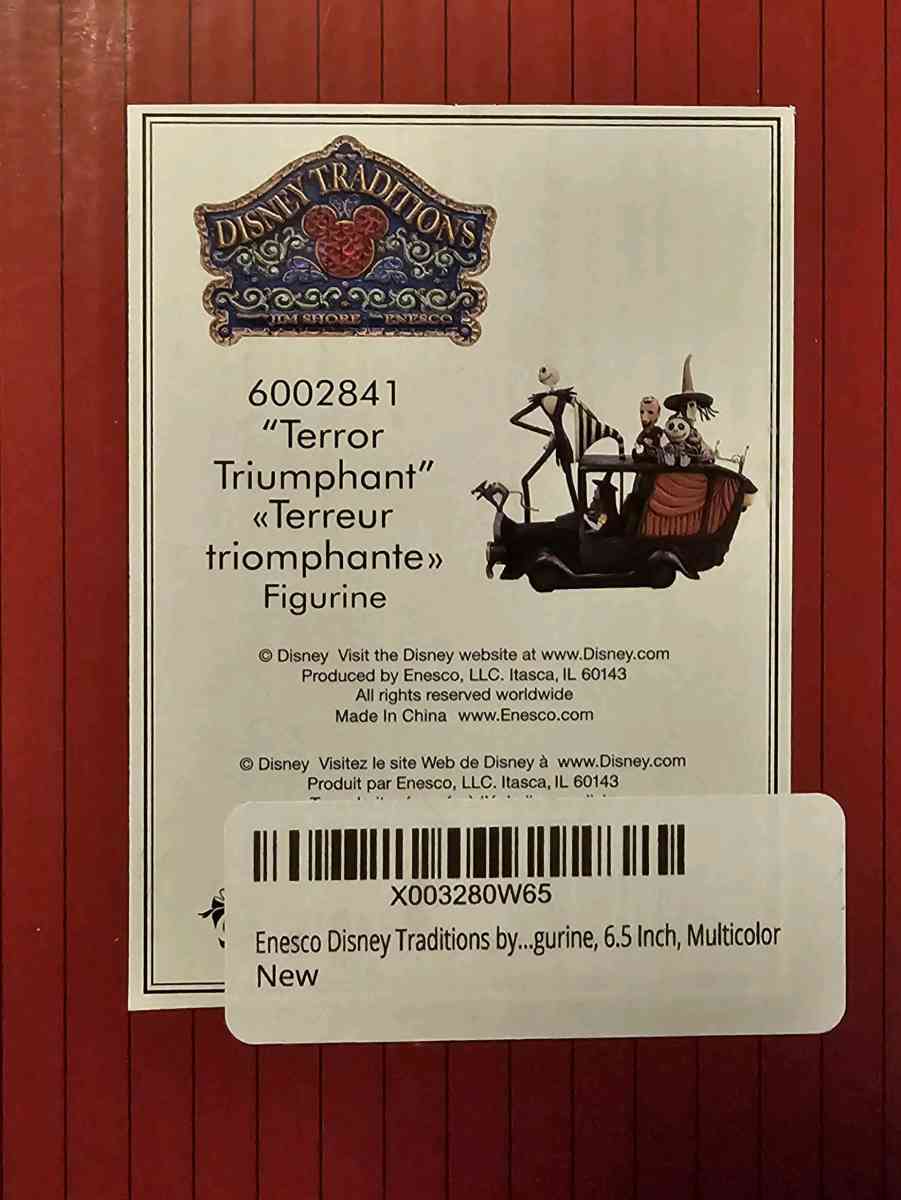 DISNEY TRADITIONS
JIM SHORE ENESCO
6002841
“Terror
Triumphant”
«Terreur
triomphante»
Figurine
© Disney Visit the Disney website at www.Disney.com
Produced by Enesco, LLC. Itasca, IL 60143
All rights reserved worldwide
Made In China www.Enesco.com
© Disney Visitez le site Web de Disney à www.Disney.com
Produit par Enesco, LLC. Itasca, IL 60143
X003280W65
Enesco Disney Traditions by...gurine, 6.5 Inch, Multicolor
New